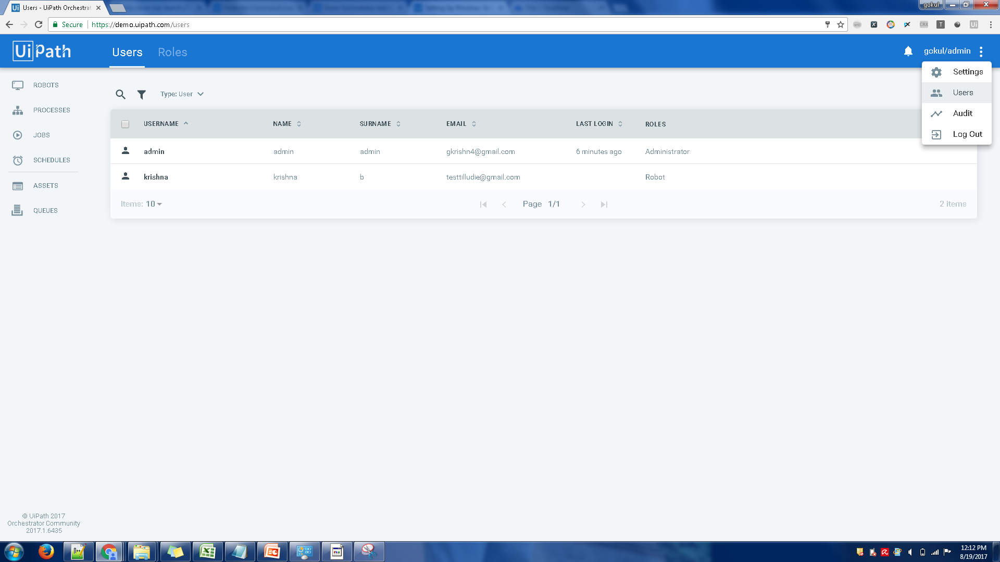 Users - UiPath Orchestrat
gokul
Secure
https://demo.uipath.com/users
CRX
T
Ui
UiPath
Users
Roles
gokul/admin
Settings
Users
Audit
Log Out
ROBOTS
PROCESSES
JOBS
SCHEDULES
ASSETS
QUEUES
Type: User
USERNAME NAME SURNAME EMAIL LAST LOGIN ROLES
admin admin admin gkrishn4@gmail.com 6 minutes ago Administrator
krishna krishna b testtilludie@gmail.com Robot
Items: 10 Page 1/1 2 items
© UiPath 2017
Orchestrator Community
2017.1.6435
12:12 PM
8/19/2017